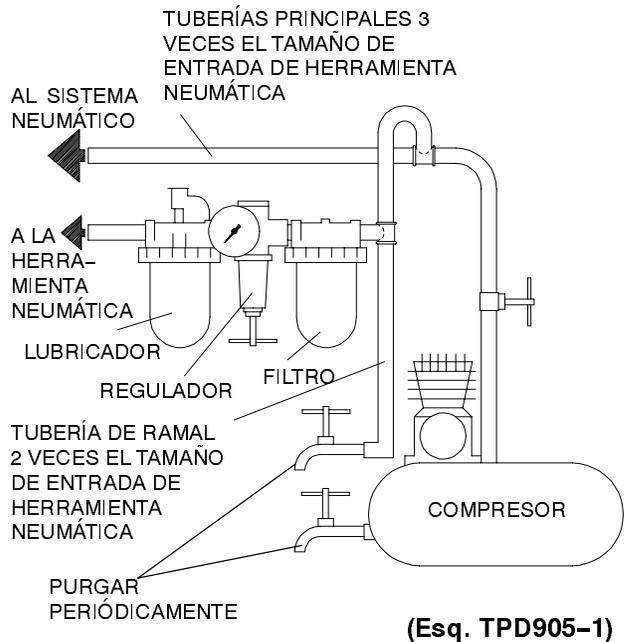 TUBERÍAS PRINCIPALES 3
VECES EL TAMAÑO DE
ENTRADA DE HERRAMIENTA
NEUMÁTICA
AL SISTEMA
NEUMÁTICO
A LA
HERRA–
MIENTA
NEUMÁTICA
LUBRICADOR
REGULADOR
FILTRO
TUBERÍA DE RAMAL
2 VECES EL TAMAÑO
DE ENTRADA DE
HERRAMIENTA
NEUMÁTICA
COMPRESOR
PURGAR
PERIÓDICAMENTE
(Esq. TPD905–1)